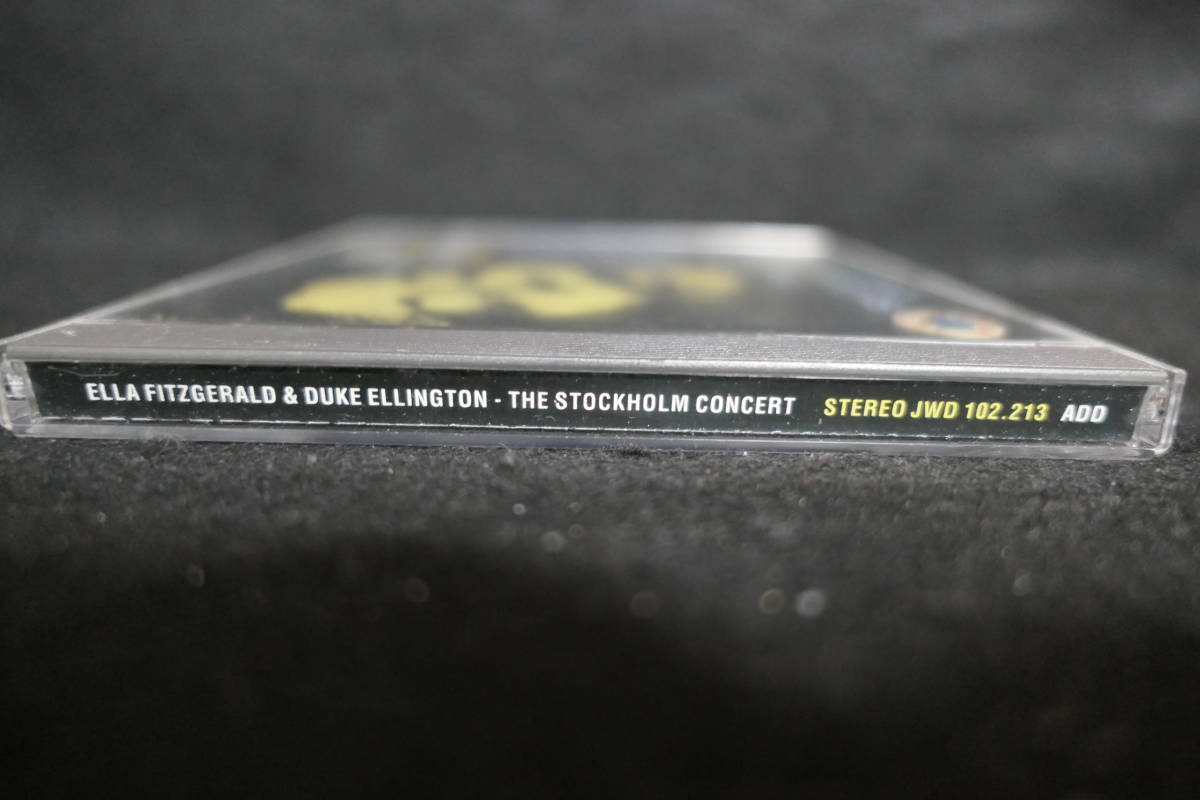 ELLA FITZGERALD & DUKE ELLINGTON - THE STOCKHOLM CONCERT STEREO JWD 102.213 ADD